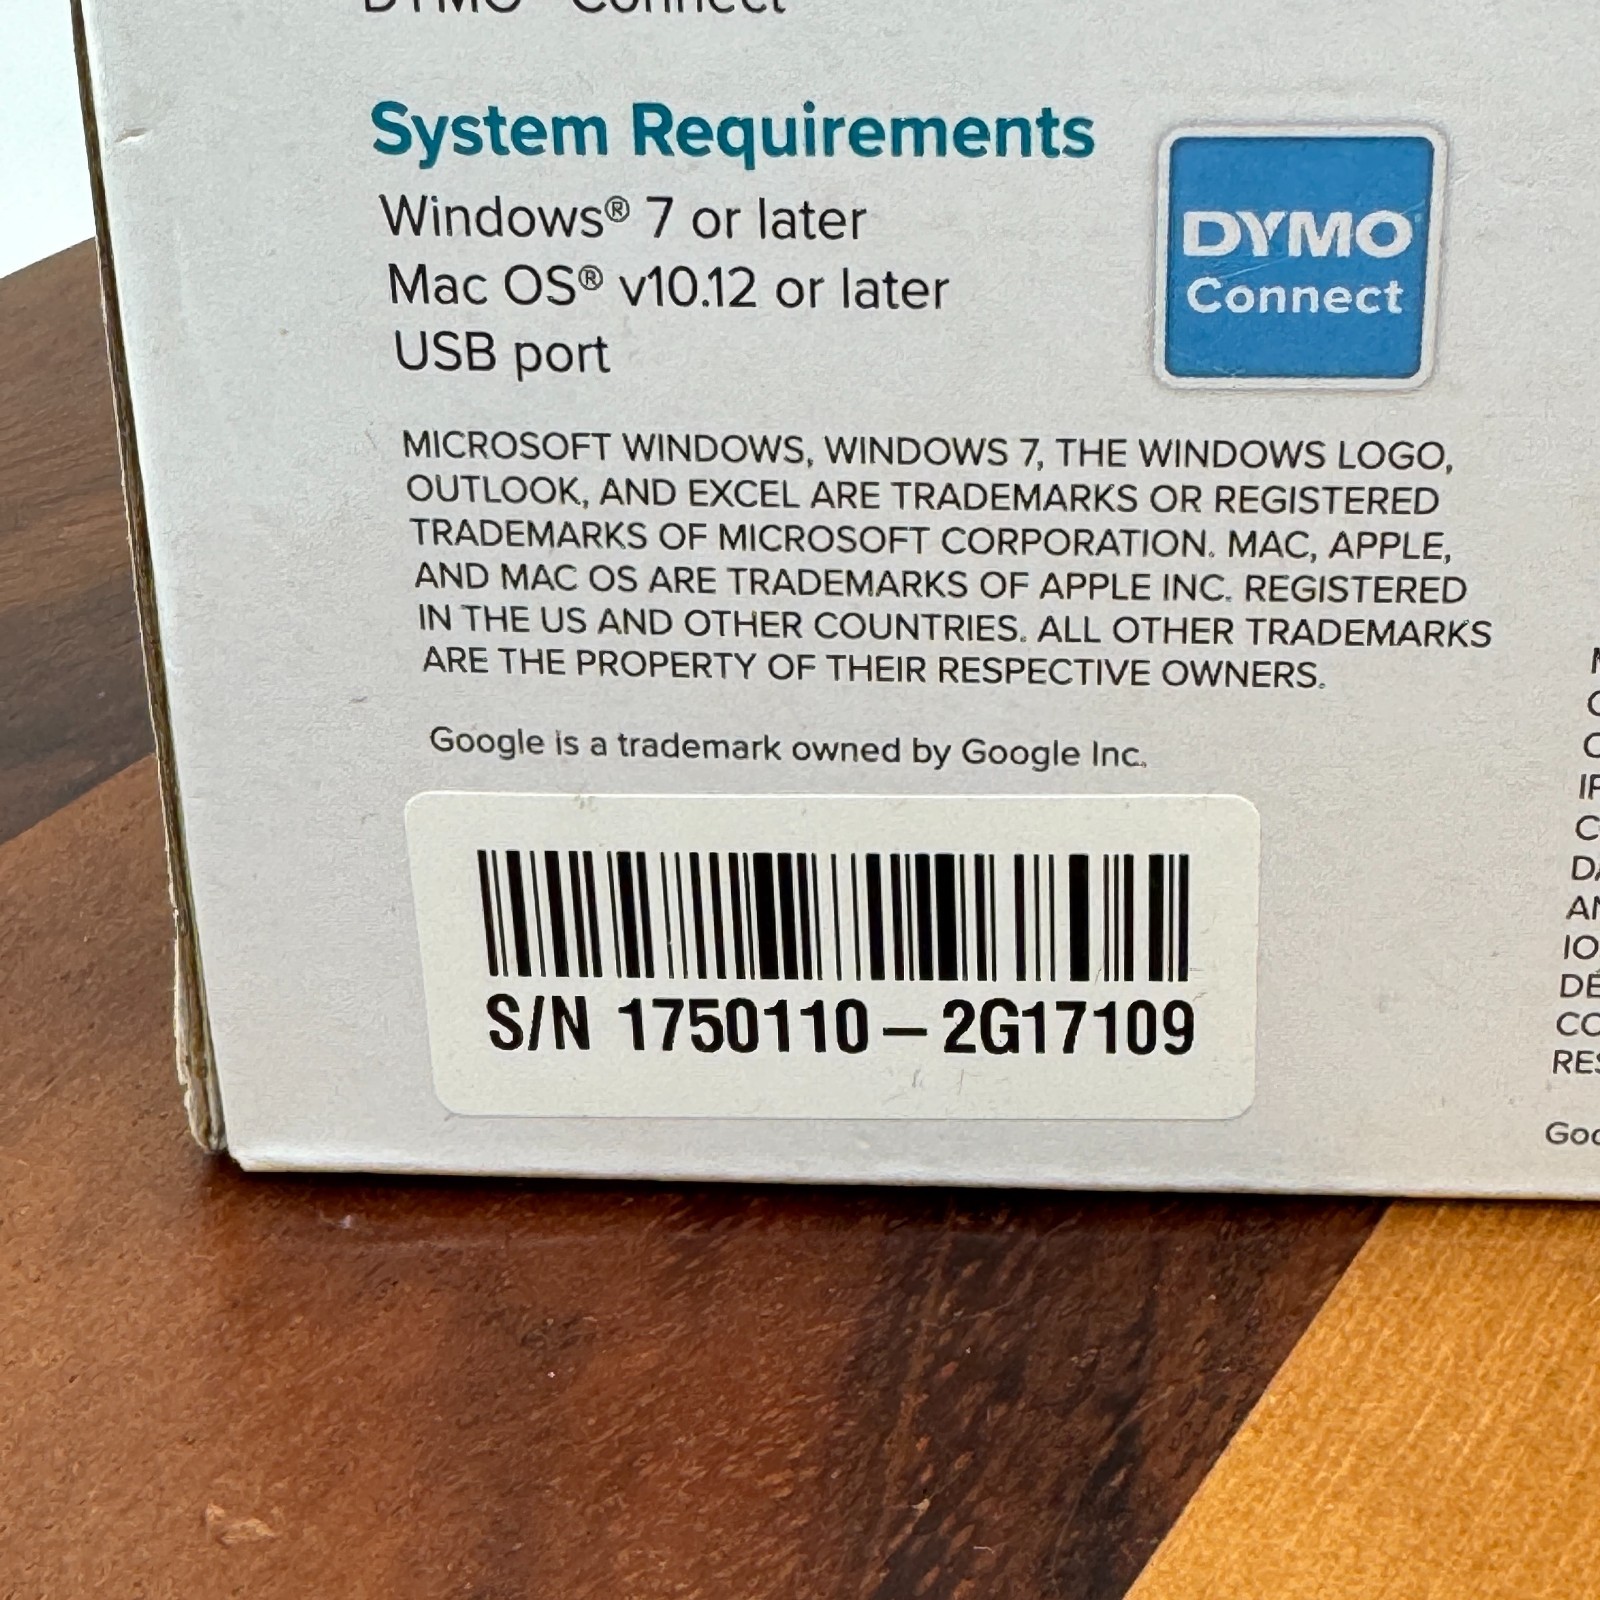 DYMO Connect
System Requirements
Windows® 7 or later
Mac OS® v10.12 or later
USB port
DYMO
Connect
MICROSOFT WINDOWS, WINDOWS 7, THE WINDOWS LOGO,
OUTLOOK, AND EXCEL ARE TRADEMARKS OR REGISTERED
TRADEMARKS OF MICROSOFT CORPORATION. MAC, APPLE,
AND MAC OS ARE TRADEMARKS OF APPLE INC. REGISTERED
IN THE US AND OTHER COUNTRIES. ALL OTHER TRADEMARKS
ARE THE PROPERTY OF THEIR RESPECTIVE OWNERS.
Google is a trademark owned by Google Inc.
S/N 1750110–2G17109